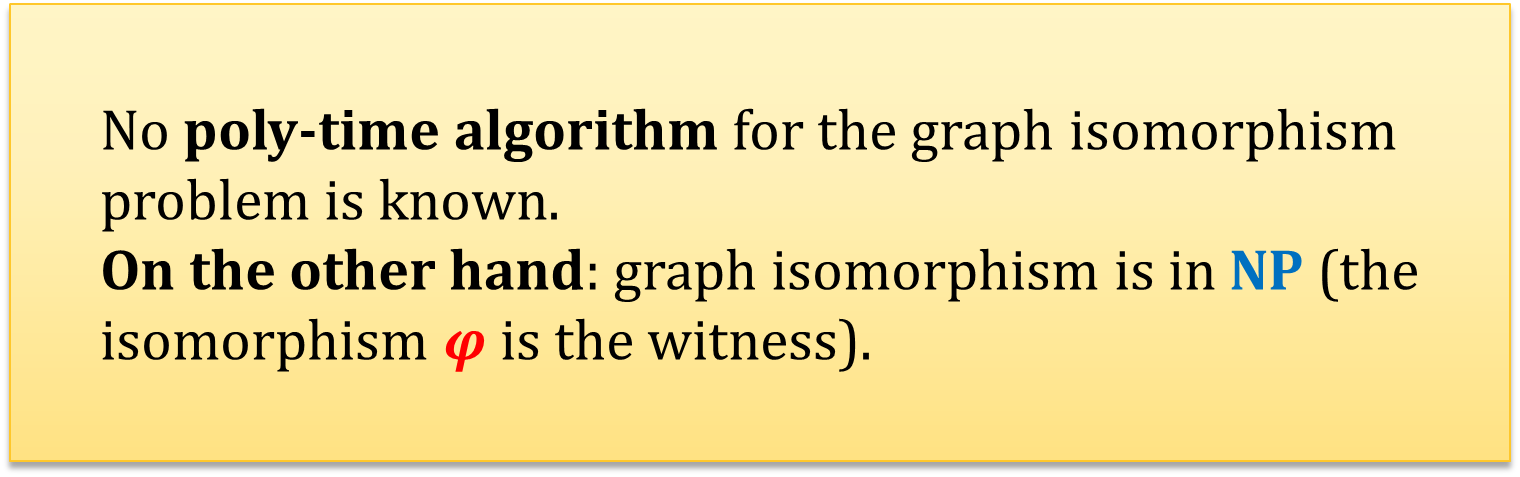 No poly-time algorithm for the graph isomorphism
problem is known.
On the other hand: graph isomorphism is in NP (the
isomorphism φ is the witness).